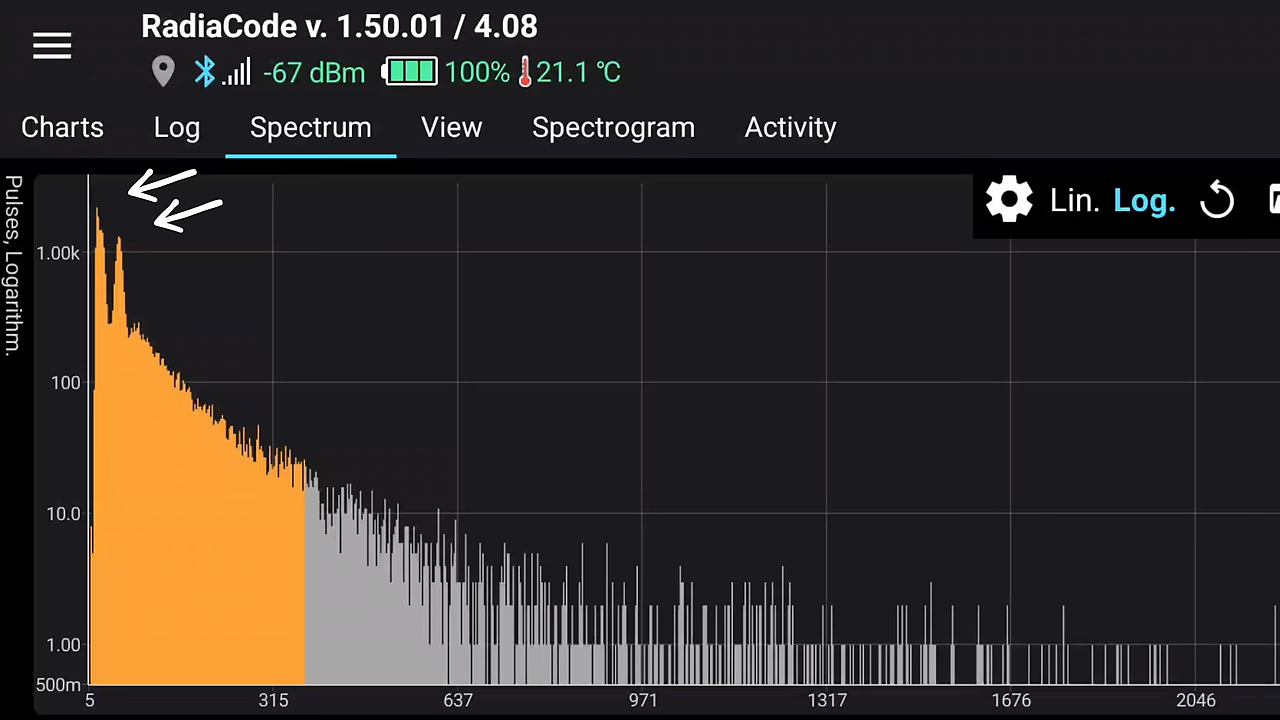 RadiaCode v. 1.50.01 / 4.08
-67 dBm 100% 21.1 °C
Charts Log Spectrum View Spectrogram Activity
Pulses, Logarithm.
Lin. Log.
1.00k
100
10.0
1.00
500m
5 315 637 971 1317 1676 2046